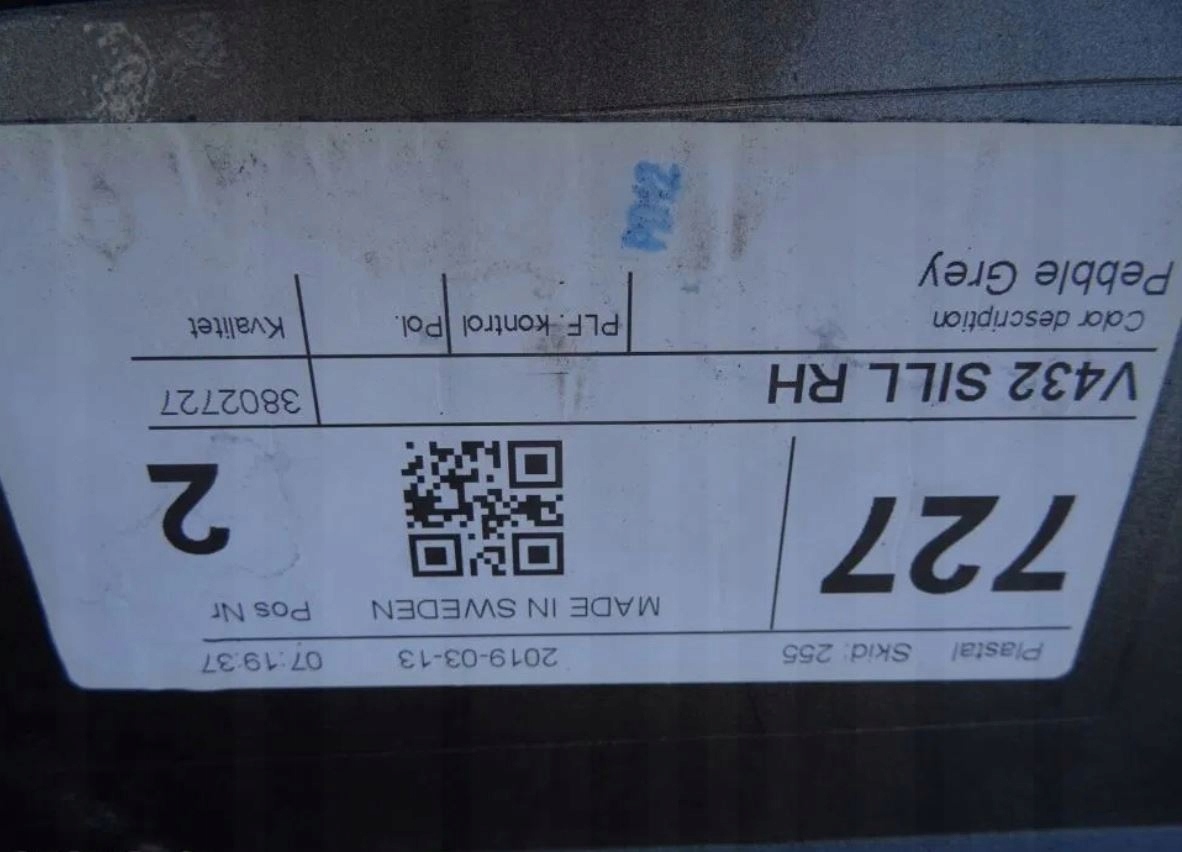 Plastal Skid: 255 2019-03-13 07:19:37
727 MADE IN SWEDEN Pos Nr
2
V432 SILL RH 3802727
Color description PLF. kontrol Pol. Kvalitet
Pebble Grey